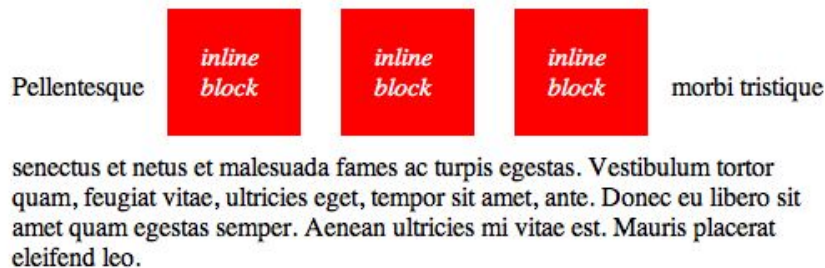 inline inline inline
Pellentesque block block block morbi tristique
senectus et netus et malesuada fames ac turpis egestas. Vestibulum tortor
quam, feugiat vitae, ultricies eget, tempor sit amet, ante. Donec eu libero sit
amet quam egestas semper. Aenean ultricies mi vitae est. Mauris placerat
eleifend leo.